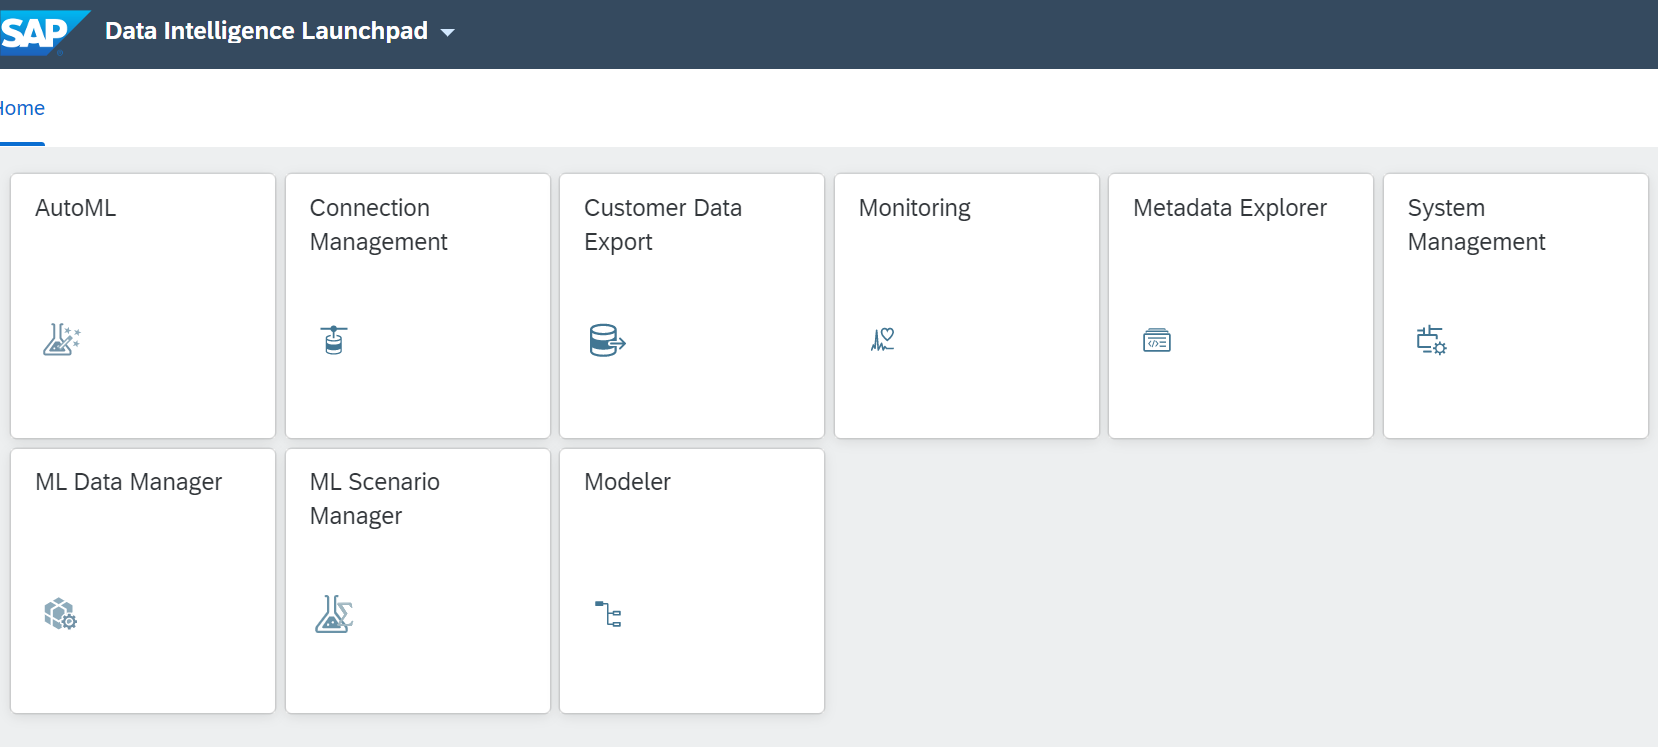 SAP
Data Intelligence Launchpad
Home
AutoML
Connection
Management
Customer Data
Export
Monitoring
Metadata Explorer
System
Management
ML Data Manager
ML Scenario
Manager
Modeler